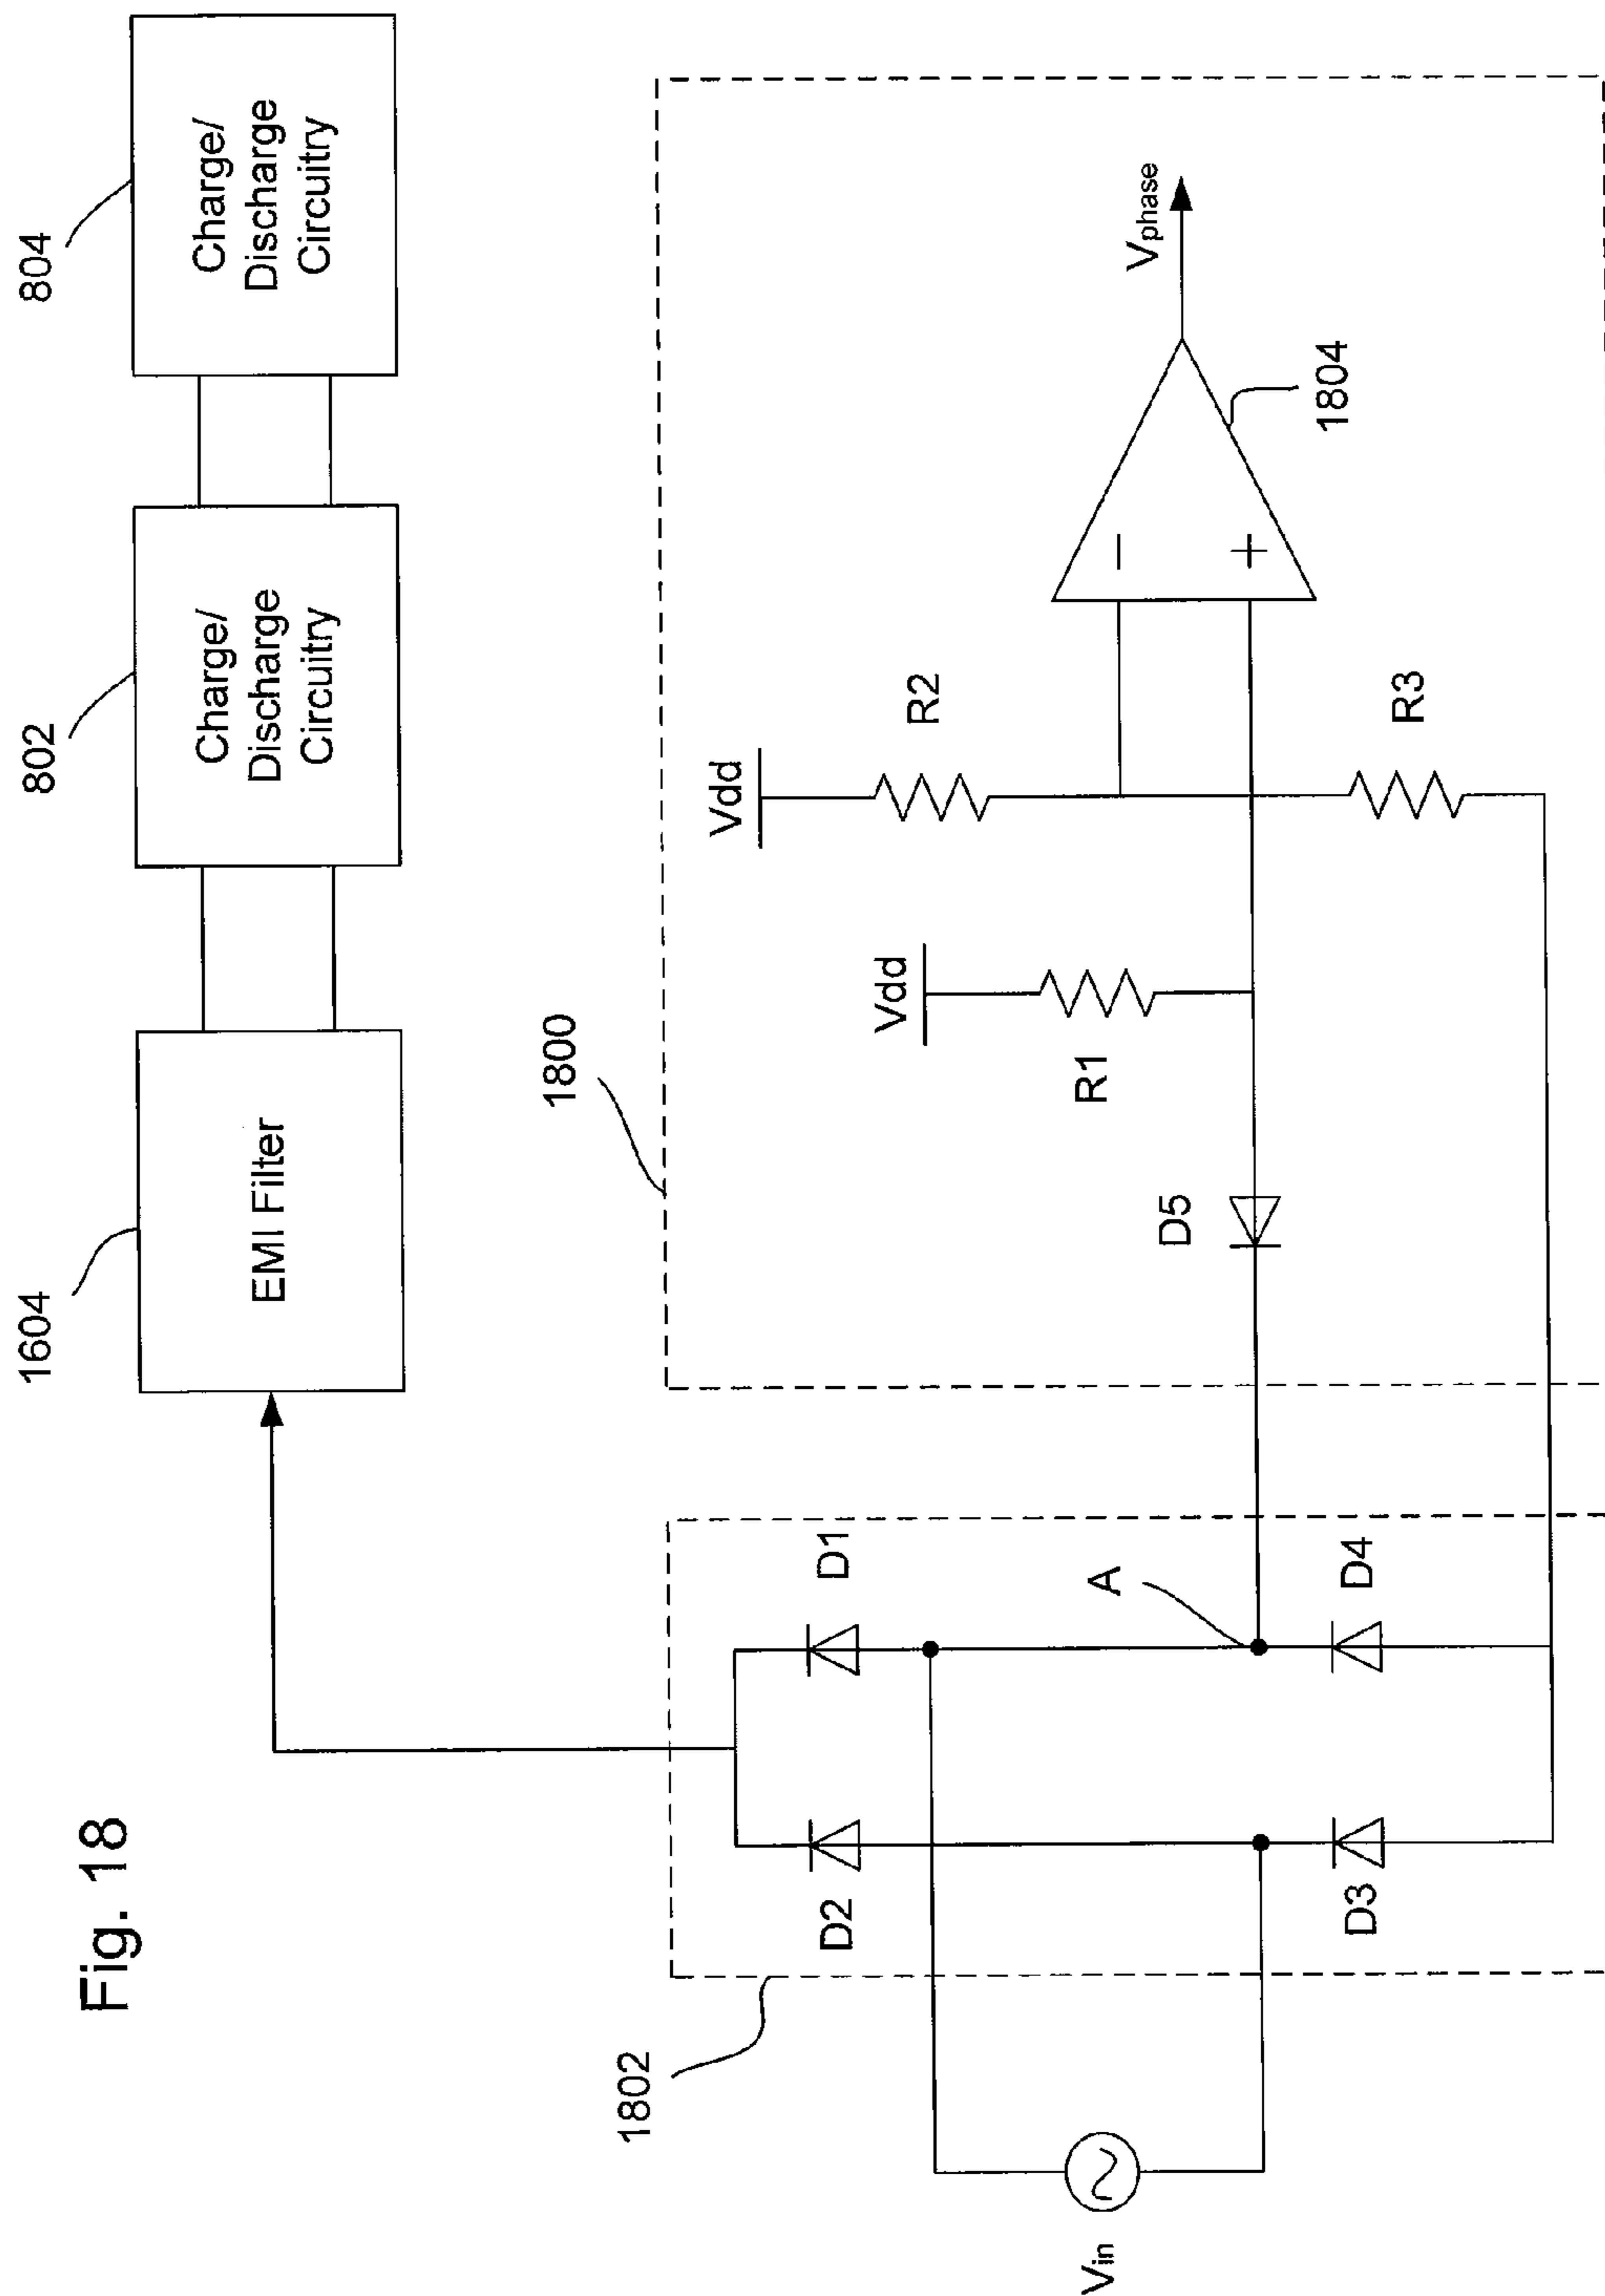 Fig. 18
1604
EMI Filter
802
Charge/
Discharge
Circuitry
804
Charge/
Discharge
Circuitry
1802
Vin
D2
D1
D3
D4
A
1800
D5
R1
Vdd
Vdd
R2
R3
−
+
1804
Vphase